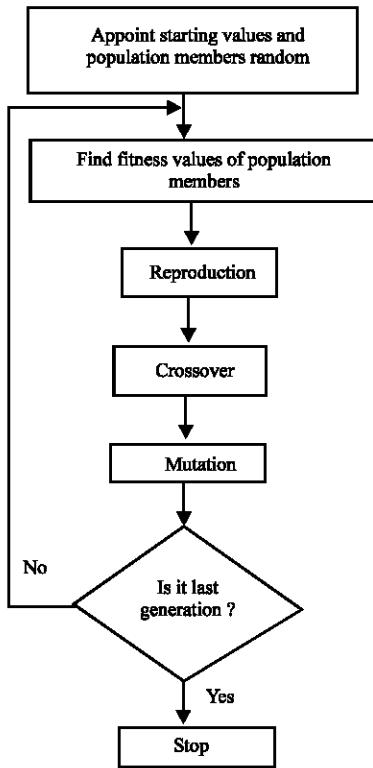 Appoint starting values and
population members random
Find fitness values of population
members
Reproduction
Crossover
Mutation
Is it last
generation ?
No
Yes
Stop